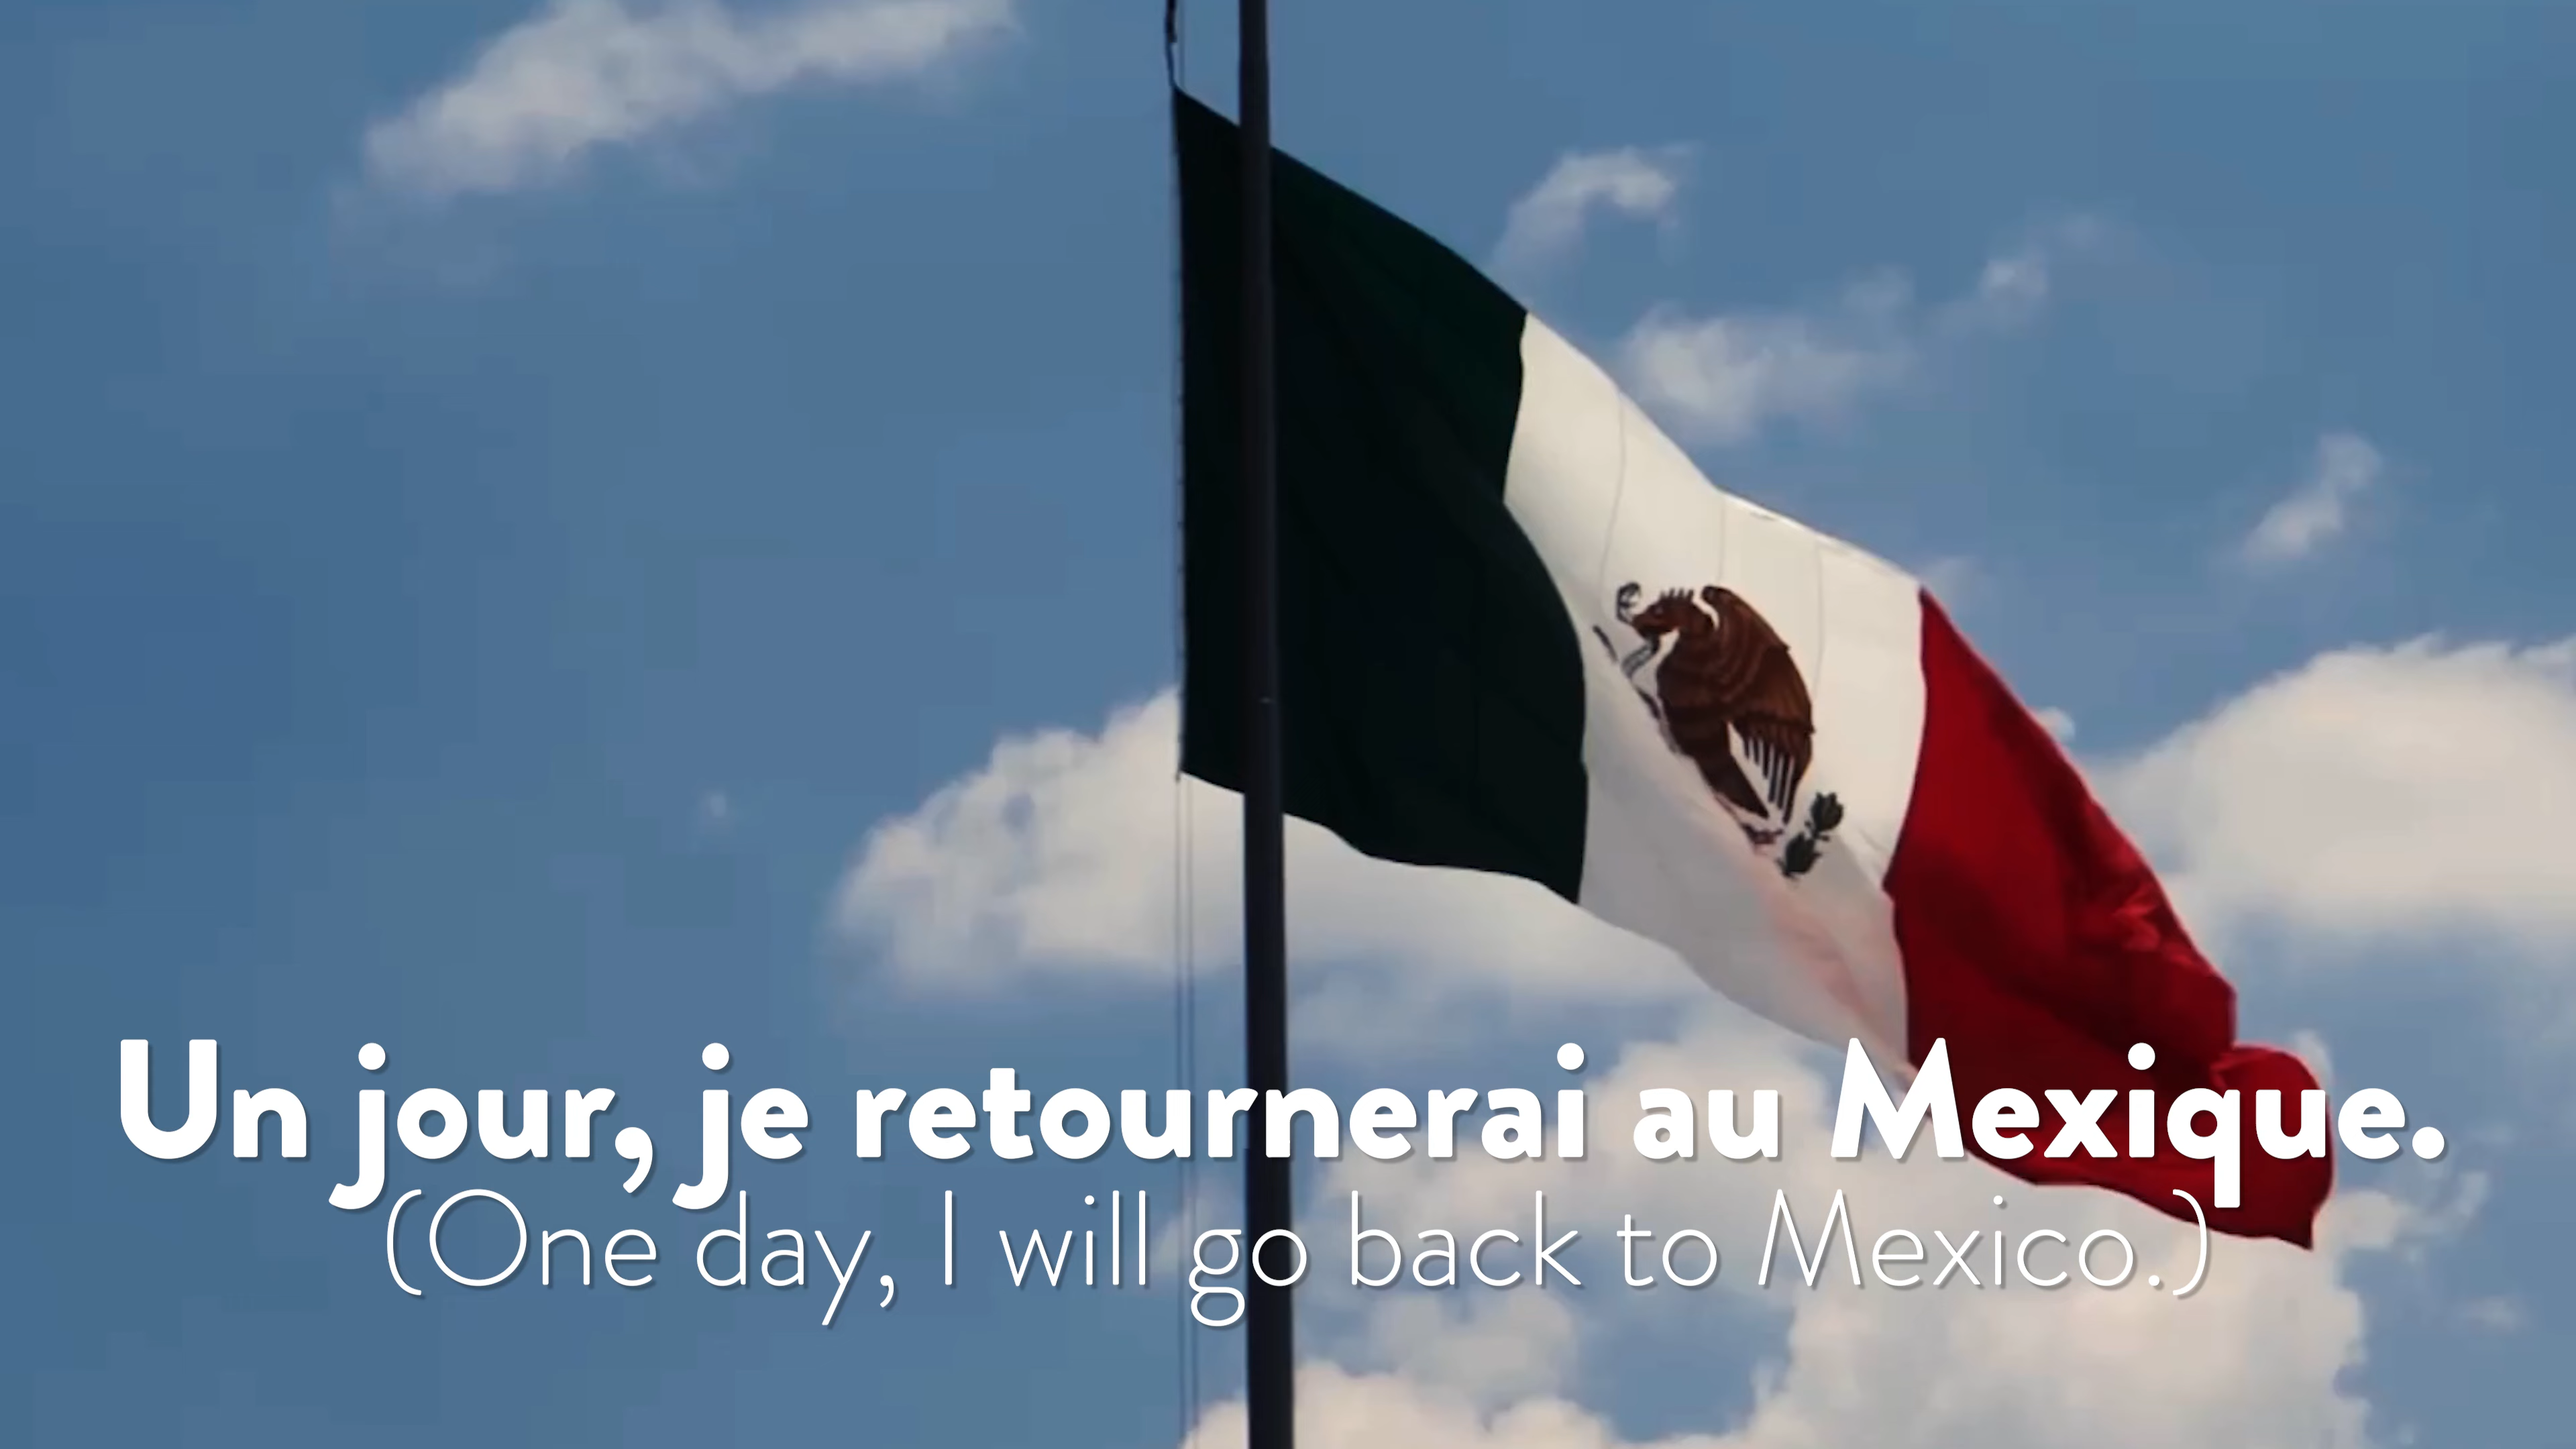 Un jour, je retournerai au Mexique.
(One day, I will go back to Mexico.)